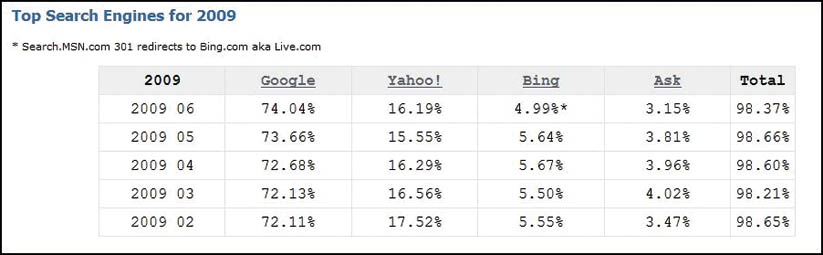 Top Search Engines for 2009
* Search.MSN.com 301 redirects to Bing.com aka Live.com
2009 Google Yahoo! Bing Ask Total
2009 06 74.04% 16.19% 4.99%* 3.15% 98.37%
2009 05 73.66% 15.55% 5.64% 3.81% 98.66%
2009 04 72.68% 16.29% 5.67% 3.96% 98.60%
2009 03 72.13% 16.56% 5.50% 4.02% 98.21%
2009 02 72.11% 17.52% 5.55% 3.47% 98.65%